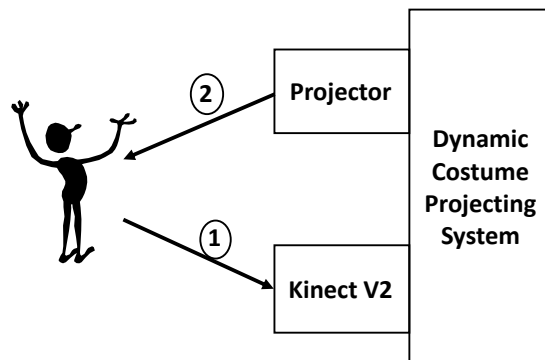 2
Projector
Dynamic
Costume
Projecting
System
1
Kinect V2